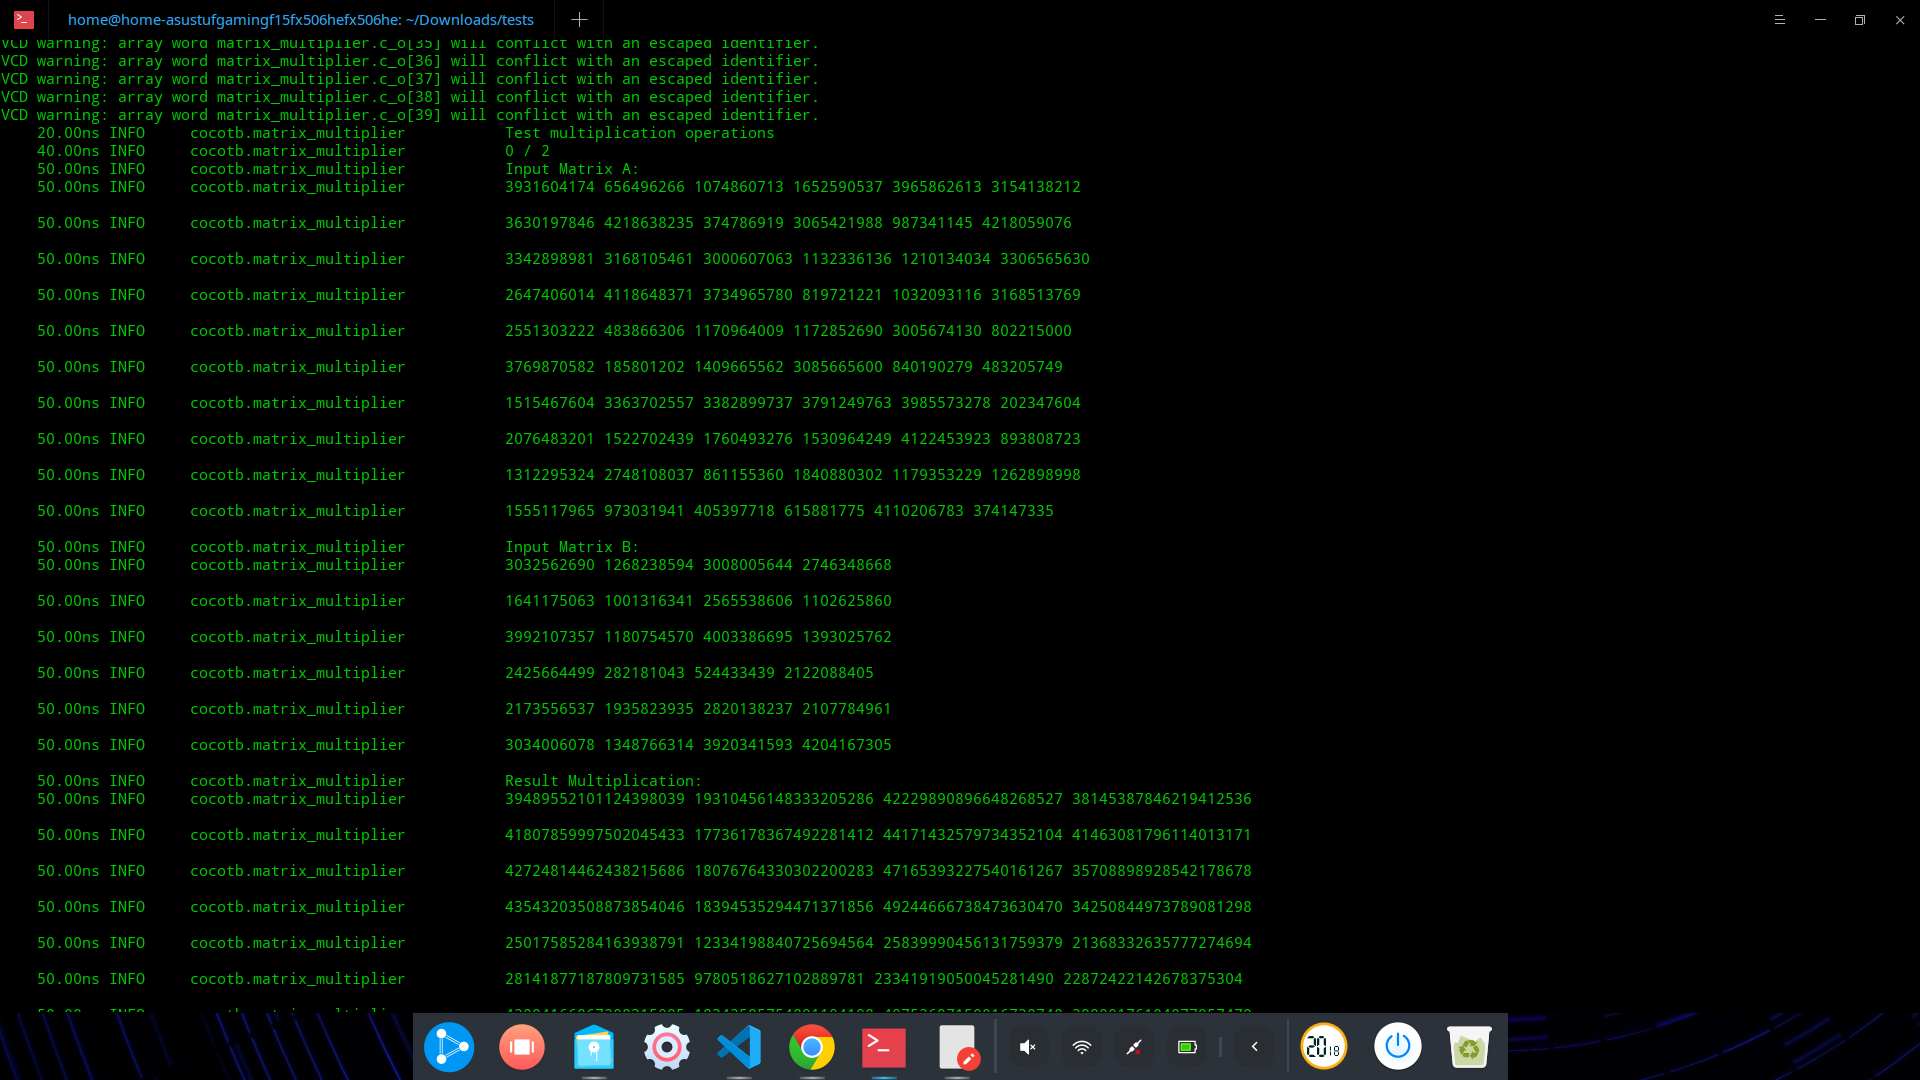 home@home-asustufgamingf15fx506hefx506he: ~/Downloads/tests
VCD warning: array word matrix_multiplier.c_o[35] will conflict with an escaped identifier.
VCD warning: array word matrix_multiplier.c_o[36] will conflict with an escaped identifier.
VCD warning: array word matrix_multiplier.c_o[37] will conflict with an escaped identifier.
VCD warning: array word matrix_multiplier.c_o[38] will conflict with an escaped identifier.
VCD warning: array word matrix_multiplier.c_o[39] will conflict with an escaped identifier.
20.00ns INFO cocotb.matrix_multiplier Test multiplication operations
40.00ns INFO cocotb.matrix_multiplier 0 / 2
50.00ns INFO cocotb.matrix_multiplier Input Matrix A:
50.00ns INFO cocotb.matrix_multiplier 3931604174 656496266 1074860713 1652590537 3965862613 3154138212
50.00ns INFO cocotb.matrix_multiplier 3630197846 4218638235 374786919 3065421988 987341145 4218059076
50.00ns INFO cocotb.matrix_multiplier 3342898981 3168105461 3000607063 1132336136 1210134034 3306565630
50.00ns INFO cocotb.matrix_multiplier 2647406014 4118648371 3734965780 819721221 1032093116 3168513769
50.00ns INFO cocotb.matrix_multiplier 2551303222 483866306 1170964009 1172852690 3005674130 802215000
50.00ns INFO cocotb.matrix_multiplier 3769870582 185801202 1409665562 3085665600 840190279 483205749
50.00ns INFO cocotb.matrix_multiplier 1515467604 3363702557 3382899737 3791249763 3985573278 202347604
50.00ns INFO cocotb.matrix_multiplier 2076483201 1522702439 1760493276 1530964249 4122453923 893808723
50.00ns INFO cocotb.matrix_multiplier 1312295324 2748108037 861155360 1840880302 1179353229 1262898998
50.00ns INFO cocotb.matrix_multiplier 1555117965 973031941 405397718 615881775 4110206783 374147335
50.00ns INFO cocotb.matrix_multiplier Input Matrix B:
50.00ns INFO cocotb.matrix_multiplier 3032562690 1268238594 3008005644 2746348668
50.00ns INFO cocotb.matrix_multiplier 1641175063 1001316341 2565538606 1102625860
50.00ns INFO cocotb.matrix_multiplier 3992107357 1180754570 4003386695 1393025762
50.00ns INFO cocotb.matrix_multiplier 2425664499 282181043 524433439 2122088405
50.00ns INFO cocotb.matrix_multiplier 2173556537 1935823935 2820138237 2107784961
50.00ns INFO cocotb.matrix_multiplier 3034006078 1348766314 3920341593 4204167305
50.00ns INFO cocotb.matrix_multiplier Result Multiplication:
50.00ns INFO cocotb.matrix_multiplier 39489552101124398039 19310456148333205286 42229890896648268527 38145387846219412536
50.00ns INFO cocotb.matrix_multiplier 41807859997502045433 17736178367492281412 44171432579734352104 41463081796114013171
50.00ns INFO cocotb.matrix_multiplier 42724814462438215686 18076764330302200283 47165393227540161267 35708898928542178678
50.00ns INFO cocotb.matrix_multiplier 43543203508873854046 18394535294471371856 49244666738473630470 34250844973789081298
50.00ns INFO cocotb.matrix_multiplier 25017585284163938791 12334198840725694564 25839990456131759379 21368332635777274694
50.00ns INFO cocotb.matrix_multiplier 28141877187809731585 9780518627102889781 23341919050045281490 22872422142678375304
20 18